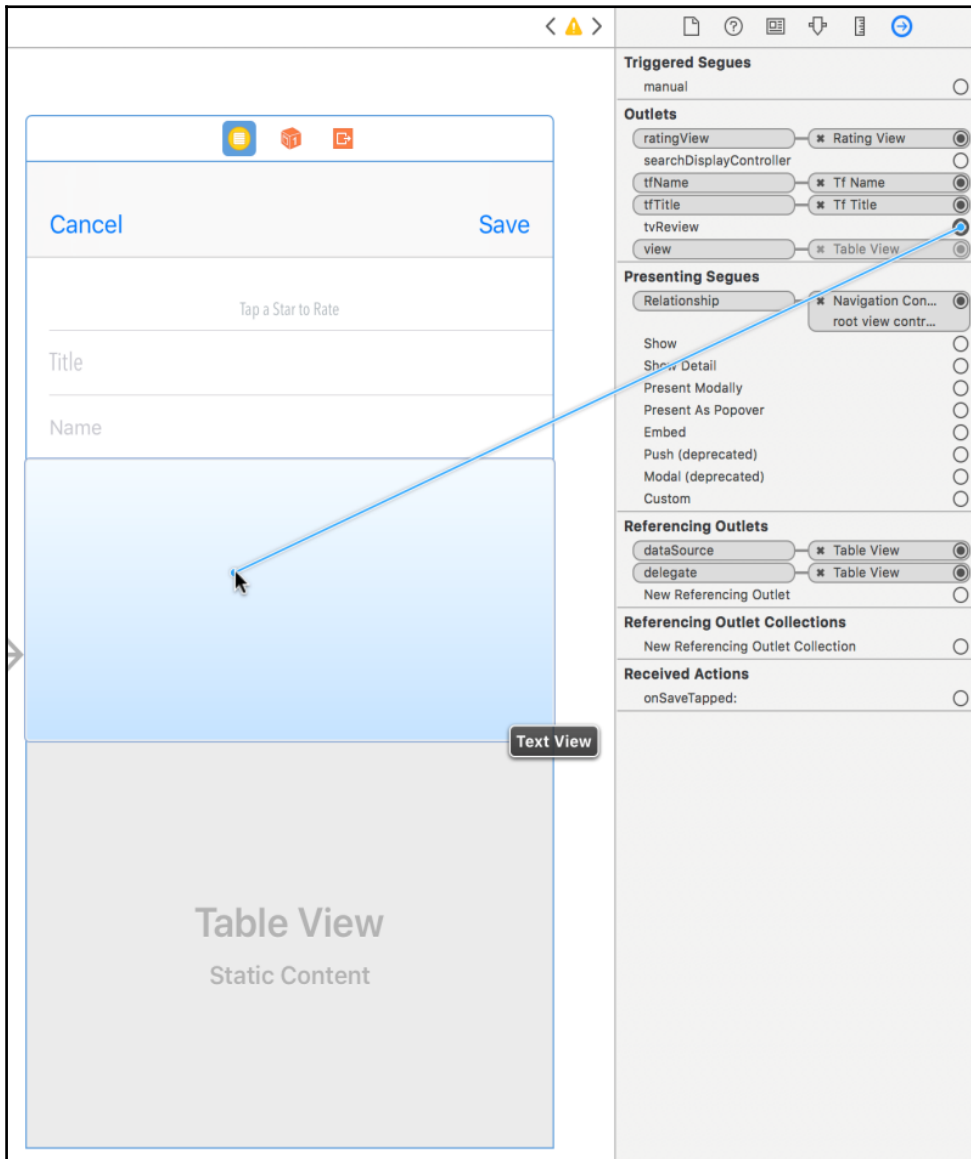 Cancel
Save
Tap a Star to Rate
Title
Name
Text View
Table View
Static Content
Triggered Segues
manual
Outlets
ratingView
Rating View
searchDisplayController
tfName
Tf Name
tfTitle
Tf Title
tvReview
view
Table View
Presenting Segues
Relationship
Navigation Con...
root view contr...
Show
Show Detail
Present Modally
Present As Popover
Embed
Push (deprecated)
Modal (deprecated)
Custom
Referencing Outlets
dataSource
Table View
delegate
Table View
New Referencing Outlet
Referencing Outlet Collections
New Referencing Outlet Collection
Received Actions
onSaveTapped: